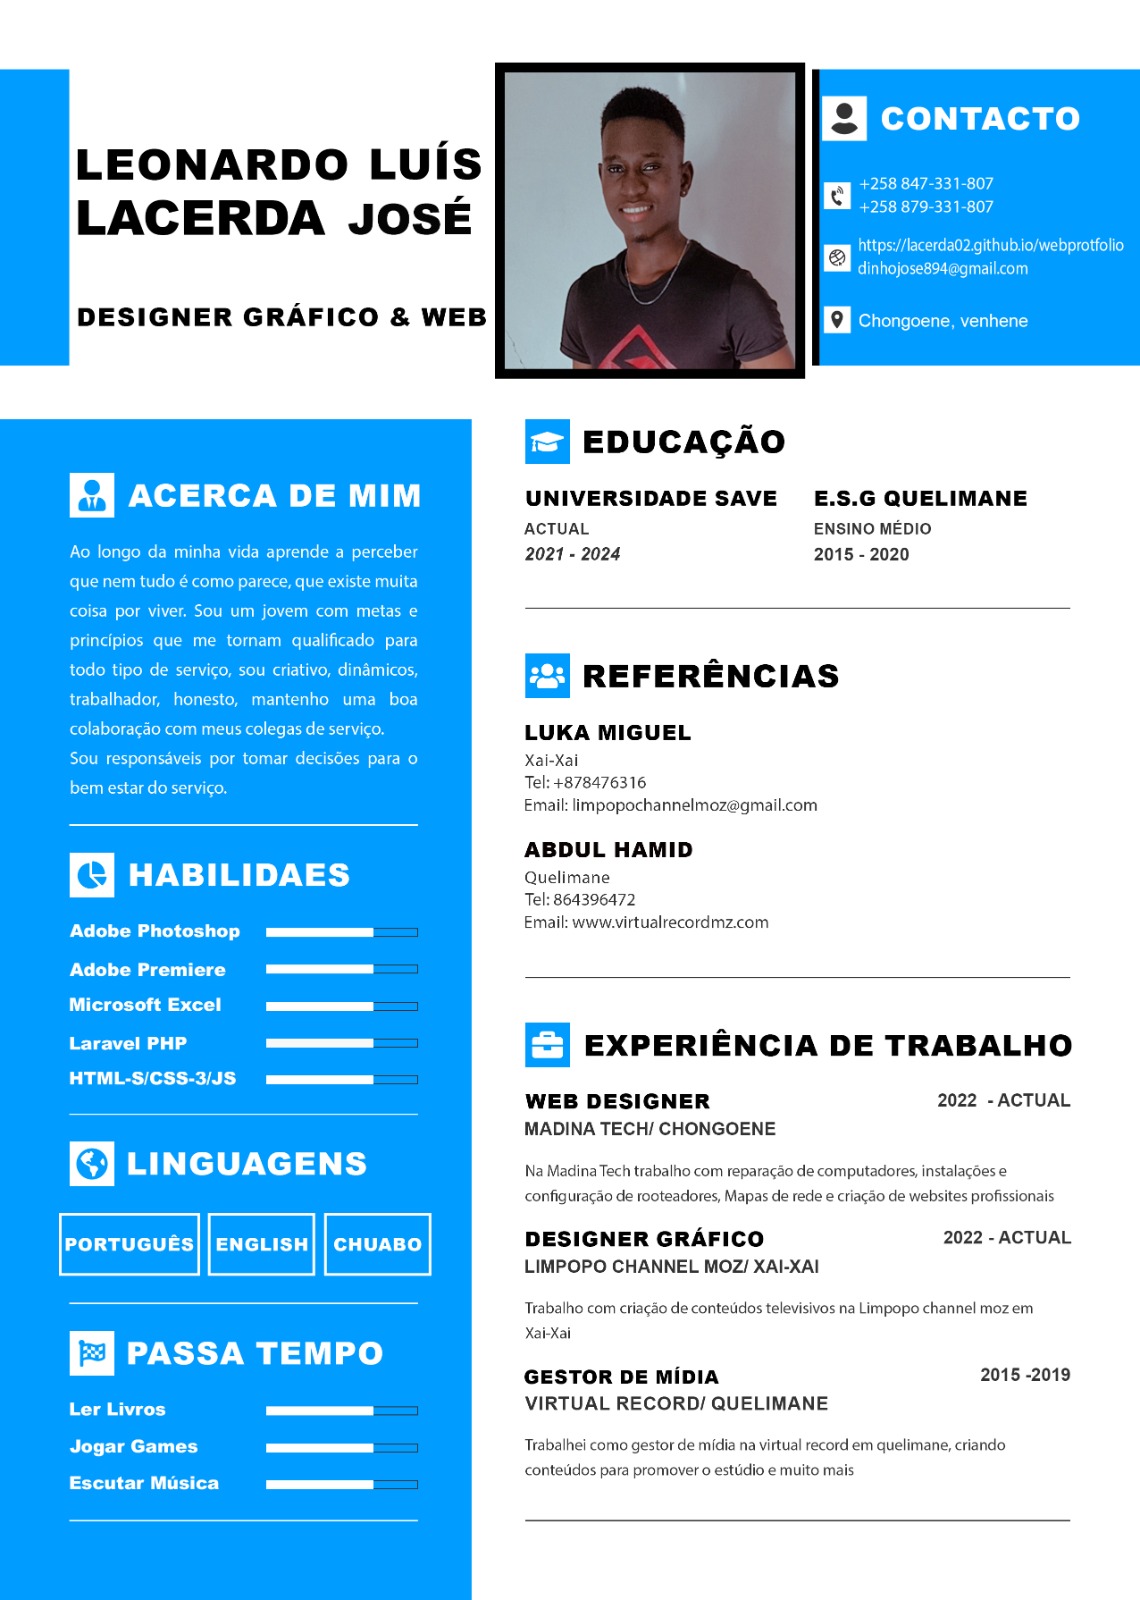 LEONARDO LUÍS
LACERDA JOSÉ
DESIGNER GRÁFICO & WEB
CONTACTO
+258 847-331-807
+258 879-331-807
https://lacerda02.github.io/webprotfolio
dinhojose894@gmail.com
Chongoene, venhene
ACERCA DE MIM
Ao longo da minha vida aprende a perceber
que nem tudo é como parece, que existe muita
coisa por viver. Sou um jovem com metas e
princípios que me tornam qualificado para
todo tipo de serviço, sou criativo, dinâmicos,
trabalhador, honesto, mantenho uma boa
colaboração com meus colegas de serviço.
Sou responsáveis por tomar decisões para o
bem estar do serviço.
HABILIDAES
Adobe Photoshop
Adobe Premiere
Microsoft Excel
Laravel PHP
HTML-S/CSS-3/JS
LINGUAGENS
PORTUGUÊS ENGLISH CHUABO
PASSA TEMPO
Ler Livros
Jogar Games
Escutar Música
EDUCAÇÃO
UNIVERSIDADE SAVE
ACTUAL
2021 - 2024
E.S.G QUELIMANE
ENSINO MÉDIO
2015 - 2020
REFERÊNCIAS
LUKA MIGUEL
Xai-Xai
Tel: +878476316
Email: limpopochannelmoz@gmail.com
ABDUL HAMID
Quelimane
Tel: 864396472
Email: www.virtualrecordmz.com
EXPERIÊNCIA DE TRABALHO
WEB DESIGNER 2022 - ACTUAL
MADINA TECH/ CHONGOENE
Na Madina Tech trabalho com reparação de computadores, instalações e
configuração de rooteadores, Mapas de rede e criação de websites profissionais
DESIGNER GRÁFICO 2022 - ACTUAL
LIMPOPO CHANNEL MOZ/ XAI-XAI
Trabalho com criação de conteúdos televisivos na Limpopo channel moz em
Xai-Xai
GESTOR DE MÍDIA 2015 -2019
VIRTUAL RECORD/ QUELIMANE
Trabalhei como gestor de mídia na virtual record em quelimane, criando
conteúdos para promover o estúdio e muito mais